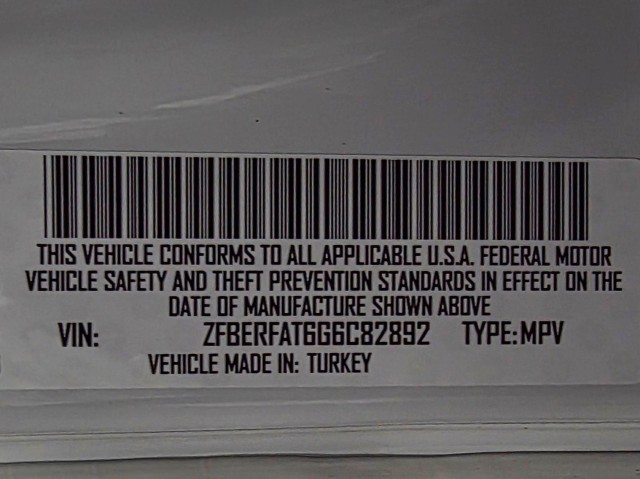 THIS VEHICLE CONFORMS TO ALL APPLICABLE U.S.A. FEDERAL MOTOR
VEHICLE SAFETY AND THEFT PREVENTION STANDARDS IN EFFECT ON THE
DATE OF MANUFACTURE SHOWN ABOVE
VIN: ZFBERFAT6G6C82892 TYPE:MPV
VEHICLE MADE IN: TURKEY